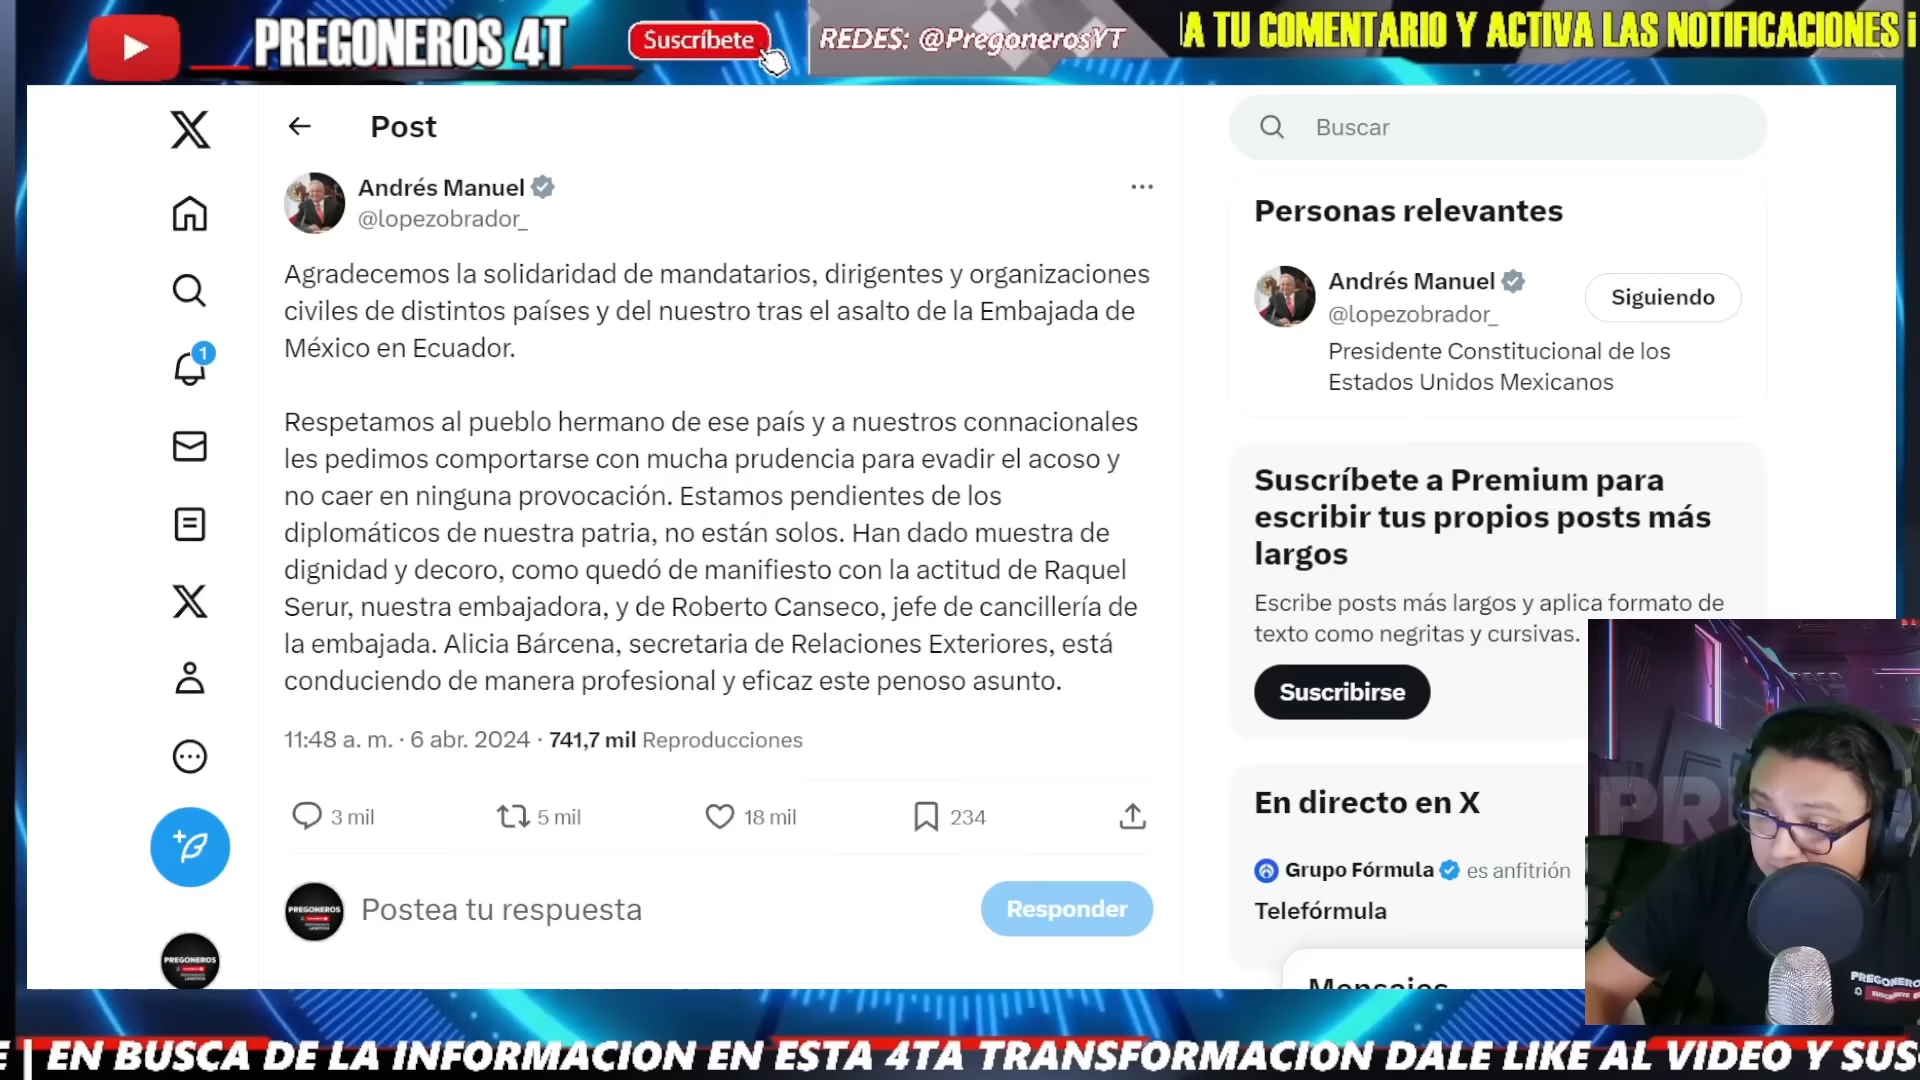 PREGONEROS 4T
Suscríbete
REDES: @PregonerosYT
A TU COMENTARIO Y ACTIVA LAS NOTIFICACIONES ¡
Post
Buscar
Andrés Manuel
@lopezobrador_
Agradecemos la solidaridad de mandatarios, dirigentes y organizaciones
civiles de distintos países y del nuestro tras el asalto de la Embajada de
México en Ecuador.
Respetamos al pueblo hermano de ese país y a nuestros connacionales
les pedimos comportarse con mucha prudencia para evadir el acoso y
no caer en ninguna provocación. Estamos pendientes de los
diplomáticos de nuestra patria, no están solos. Han dado muestra de
dignidad y decoro, como quedó de manifiesto con la actitud de Raquel
Serur, nuestra embajadora, y de Roberto Canseco, jefe de cancillería de
la embajada. Alicia Bárcena, secretaria de Relaciones Exteriores, está
conduciendo de manera profesional y eficaz este penoso asunto.
11:48 a. m. · 6 abr. 2024 · 741,7 mil Reproducciones
3 mil
5 mil
18 mil
234
PREGONEROS
Postea tu respuesta
Responder
1
PREGONEROS
Personas relevantes
Andrés Manuel
@lopezobrador_
Siguiendo
Presidente Constitucional de los
Estados Unidos Mexicanos
Suscríbete a Premium para
escribir tus propios posts más
largos
Escribe posts más largos y aplica formato de
texto como negritas y cursivas.
Suscribirse
En directo en X
Grupo Fórmula es anfitrión
Telefórmula
Mensajes
PRE
PREGONEROS
E | EN BUSCA DE LA INFORMACION EN ESTA 4TA TRANSFORMACION DALE LIKE AL VIDEO Y SUS